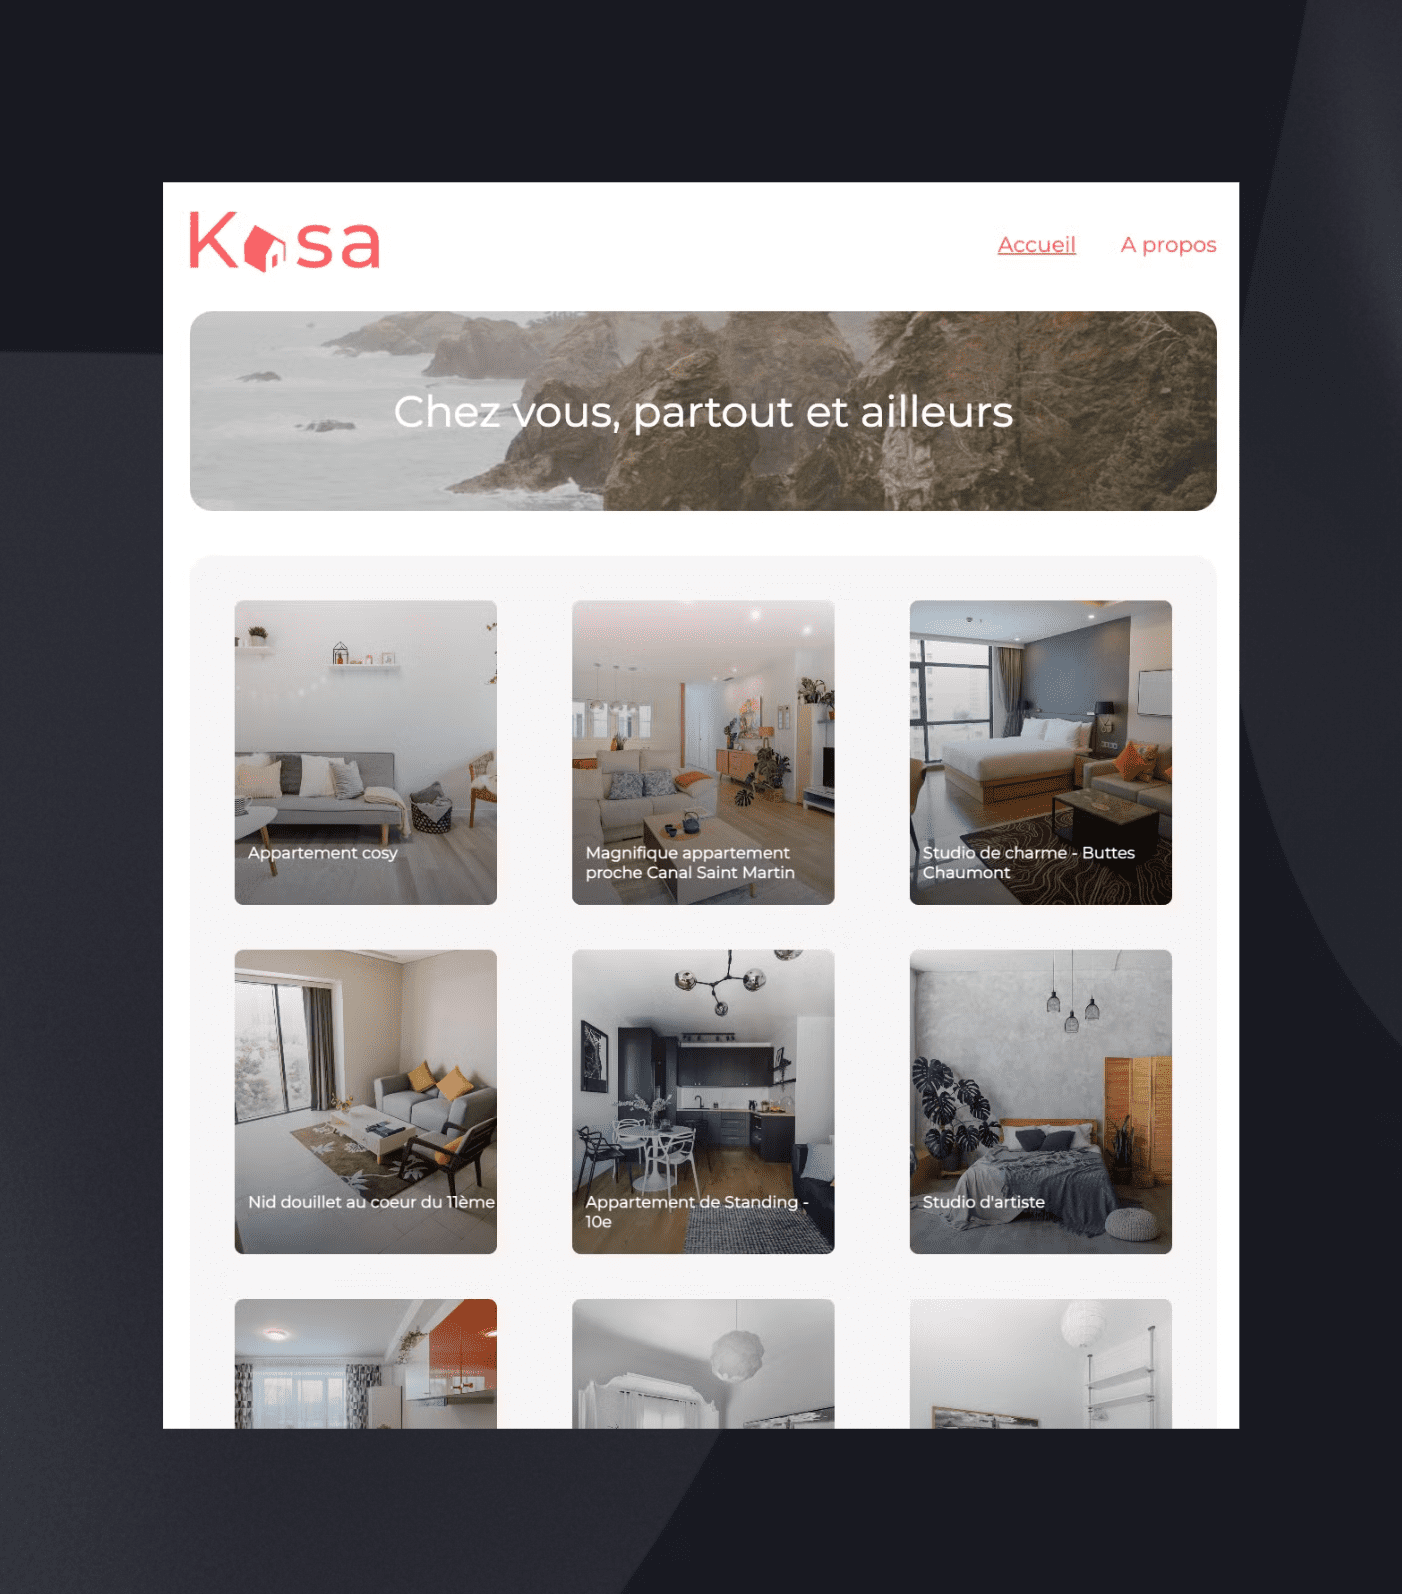 Kasa
Accueil
A propos
Chez vous, partout et ailleurs
Appartement cosy
Magnifique appartement
proche Canal Saint Martin
Studio de charme - Buttes
Chaumont
Nid douillet au coeur du 11ème
Appartement de Standing -
10e
Studio d'artiste